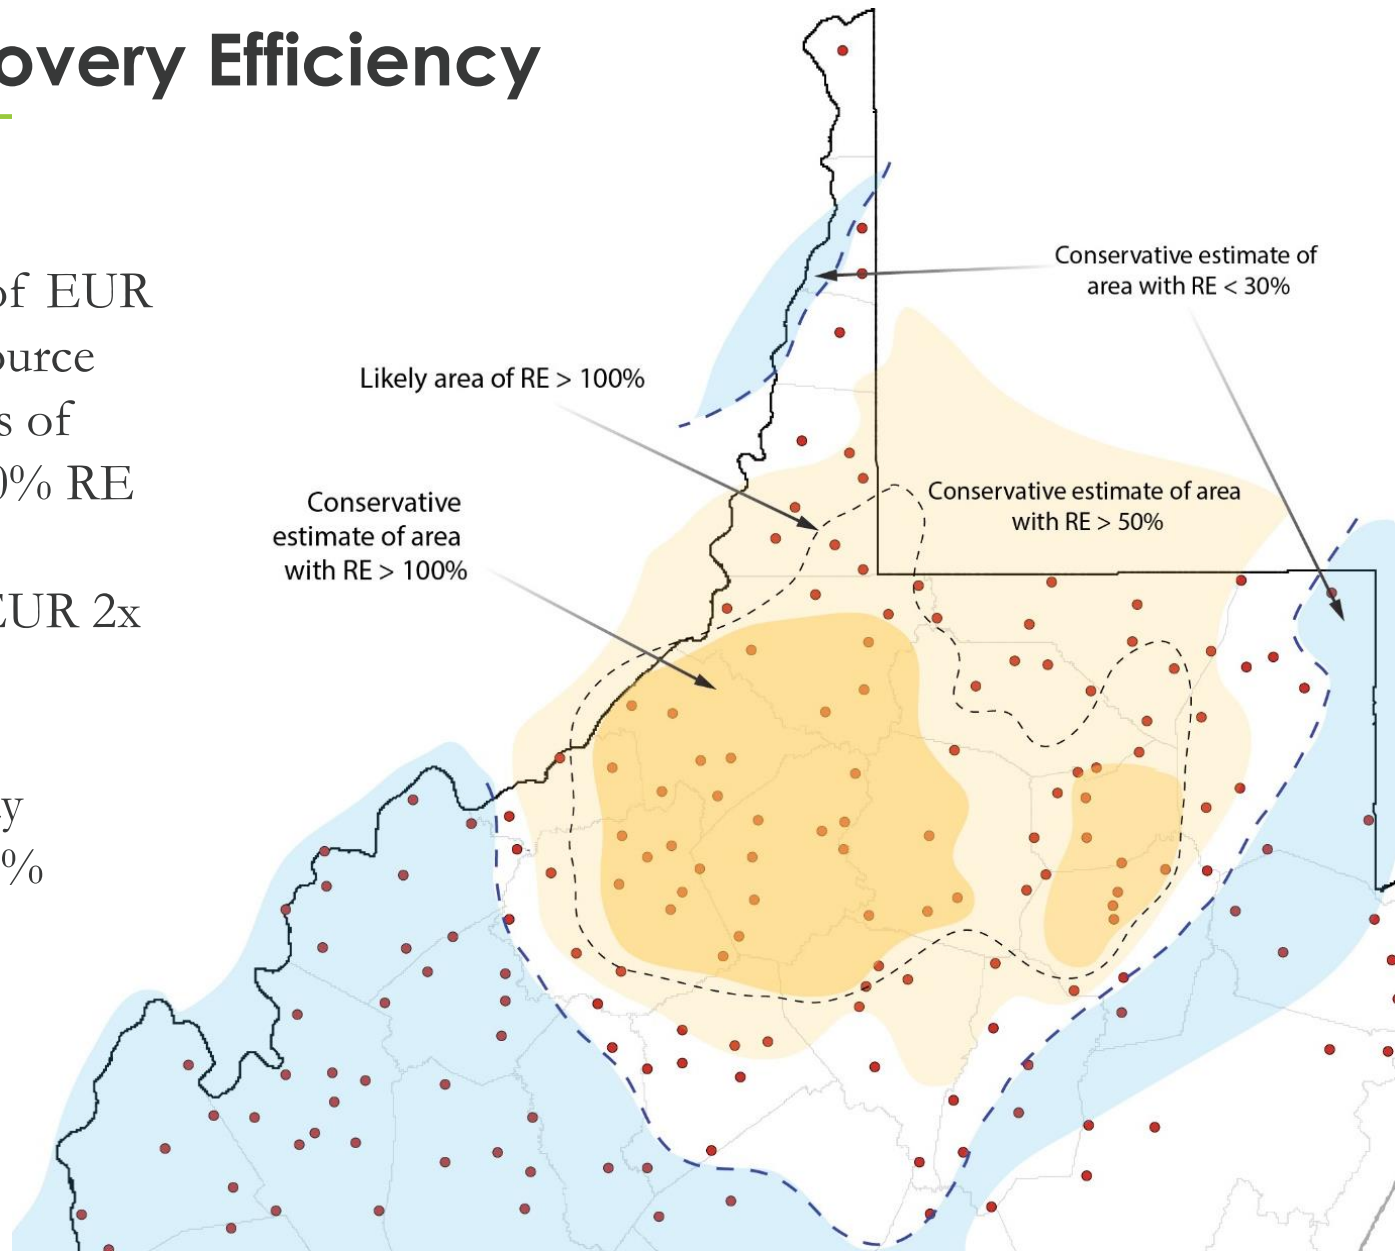 overy Efficiency
of EUR
ource
s of
0% RE
EUR 2x
y
%
Conservative estimate of
area with RE < 30%
Likely area of RE > 100%
Conservative estimate of area
with RE > 50%
Conservative
estimate of area
with RE > 100%